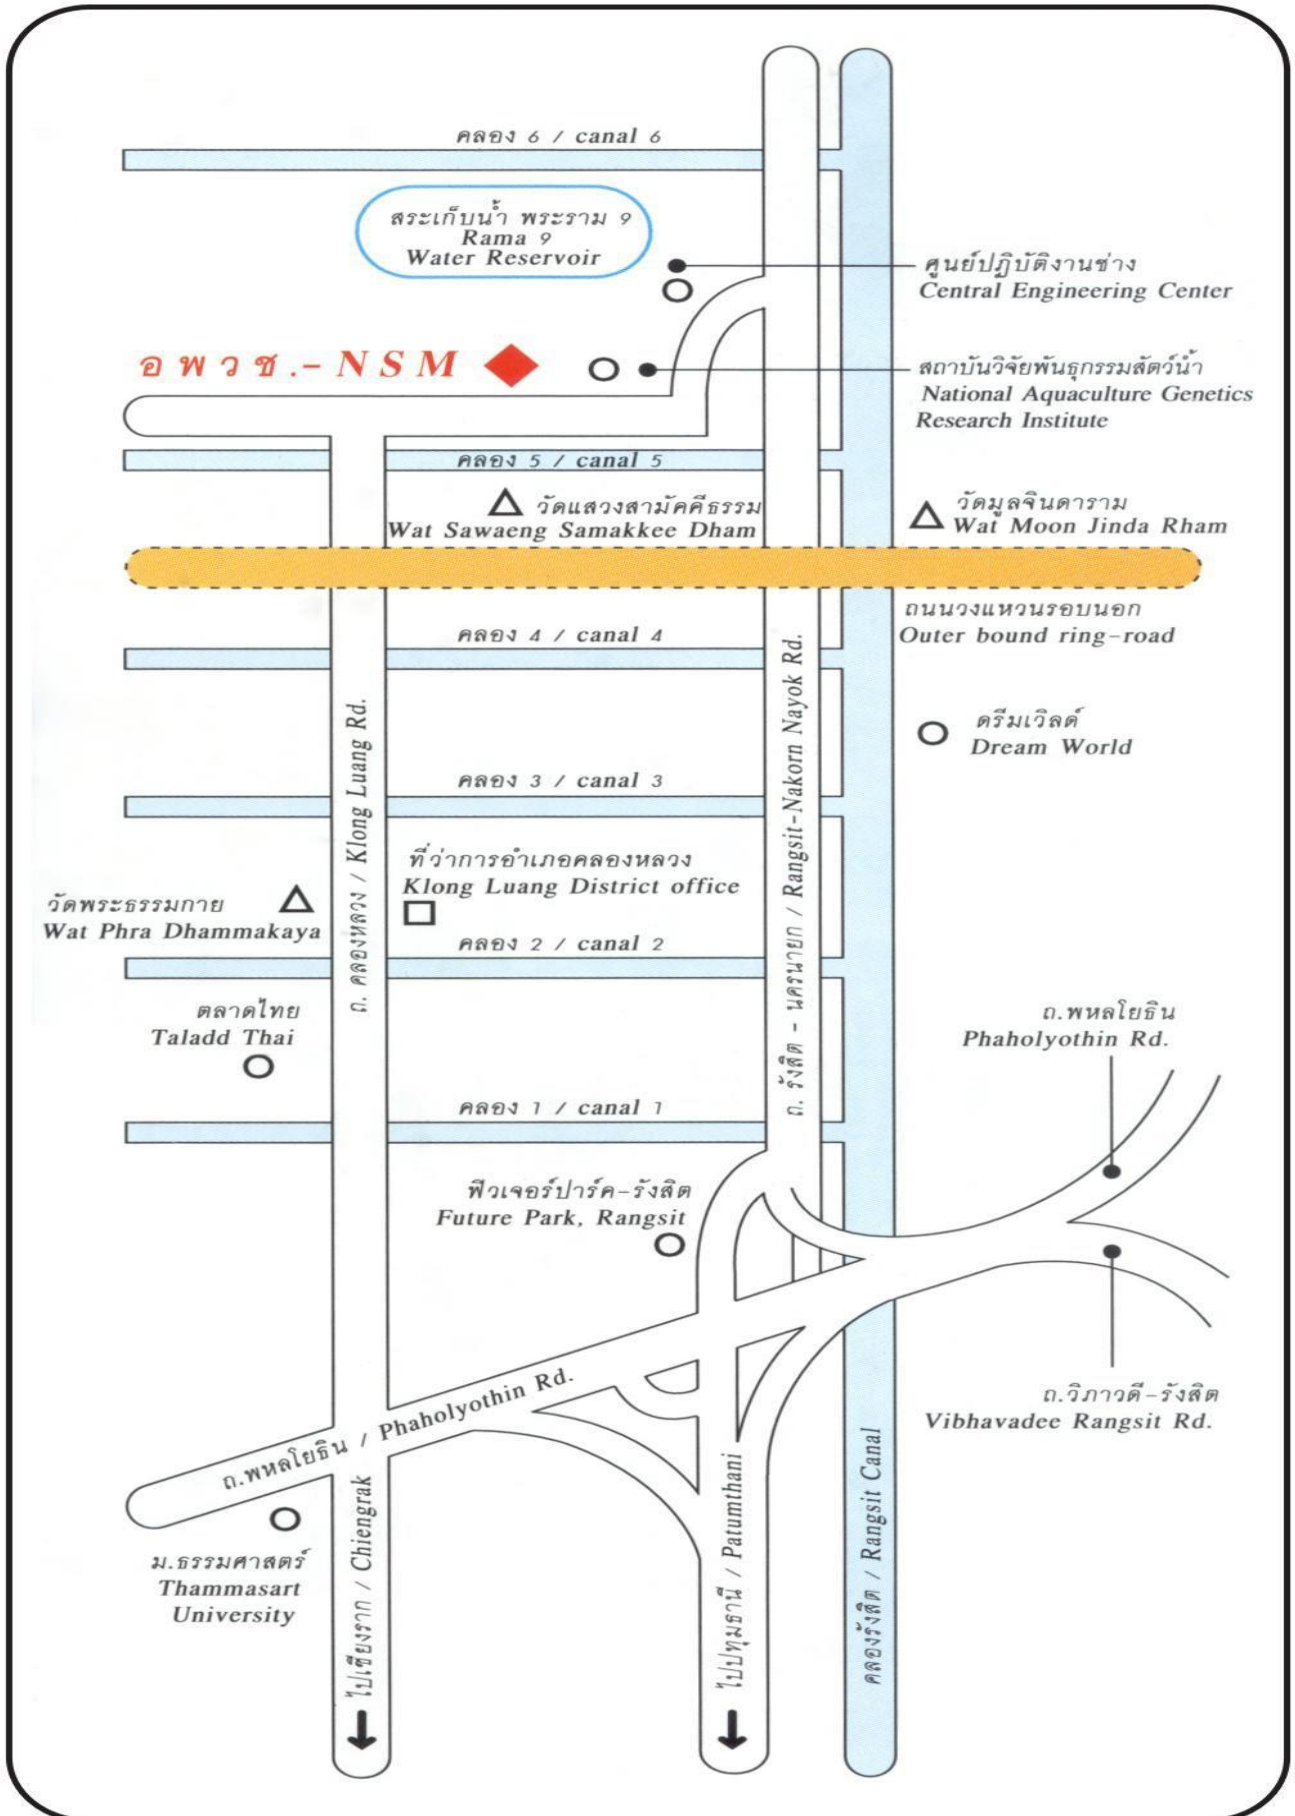 คลอง 6 / canal 6
สระเก็บน้ำ พระราม 9
Rama 9
Water Reservoir
ศูนย์ปฏิบัติงานช่าง
Central Engineering Center
อพวช.-NSM
สถาบันวิจัยพันธุกรรมสัตว์น้ำ
National Aquaculture Genetics
Research Institute
คลอง 5 / canal 5
วัดแสวงสามัคคีธรรม
Wat Sawaeng Samakkee Dham
วัดมูลจินดาราม
Wat Moon Jinda Rham
ถนนวงแหวนรอบนอก
Outer bound ring-road
คลอง 4 / canal 4
ถ. คลองหลวง / Klong Luang Rd.
ถ. รังสิต - นครนายก / Rangsit-Nakorn Nayok Rd.
ดรีมเวิลด์
Dream World
คลอง 3 / canal 3
ที่ว่าการอำเภอคลองหลวง
Klong Luang District office
วัดพระธรรมกาย
Wat Phra Dhammakaya
คลอง 2 / canal 2
ตลาดไทย
Taladd Thai
ถ.พหลโยธิน
Phaholyothin Rd.
คลอง 1 / canal 1
ฟิวเจอร์ปาร์ค-รังสิต
Future Park, Rangsit
ถ.วิภาวดี-รังสิต
Vibhavadee Rangsit Rd.
ถ.พหลโยธิน / Phaholyothin Rd.
ม.ธรรมศาสตร์
Thammasart
University
ไปเชียงราก / Chiengrak
ไปปทุมธานี / Patumthani
คลองรังสิต / Rangsit Canal